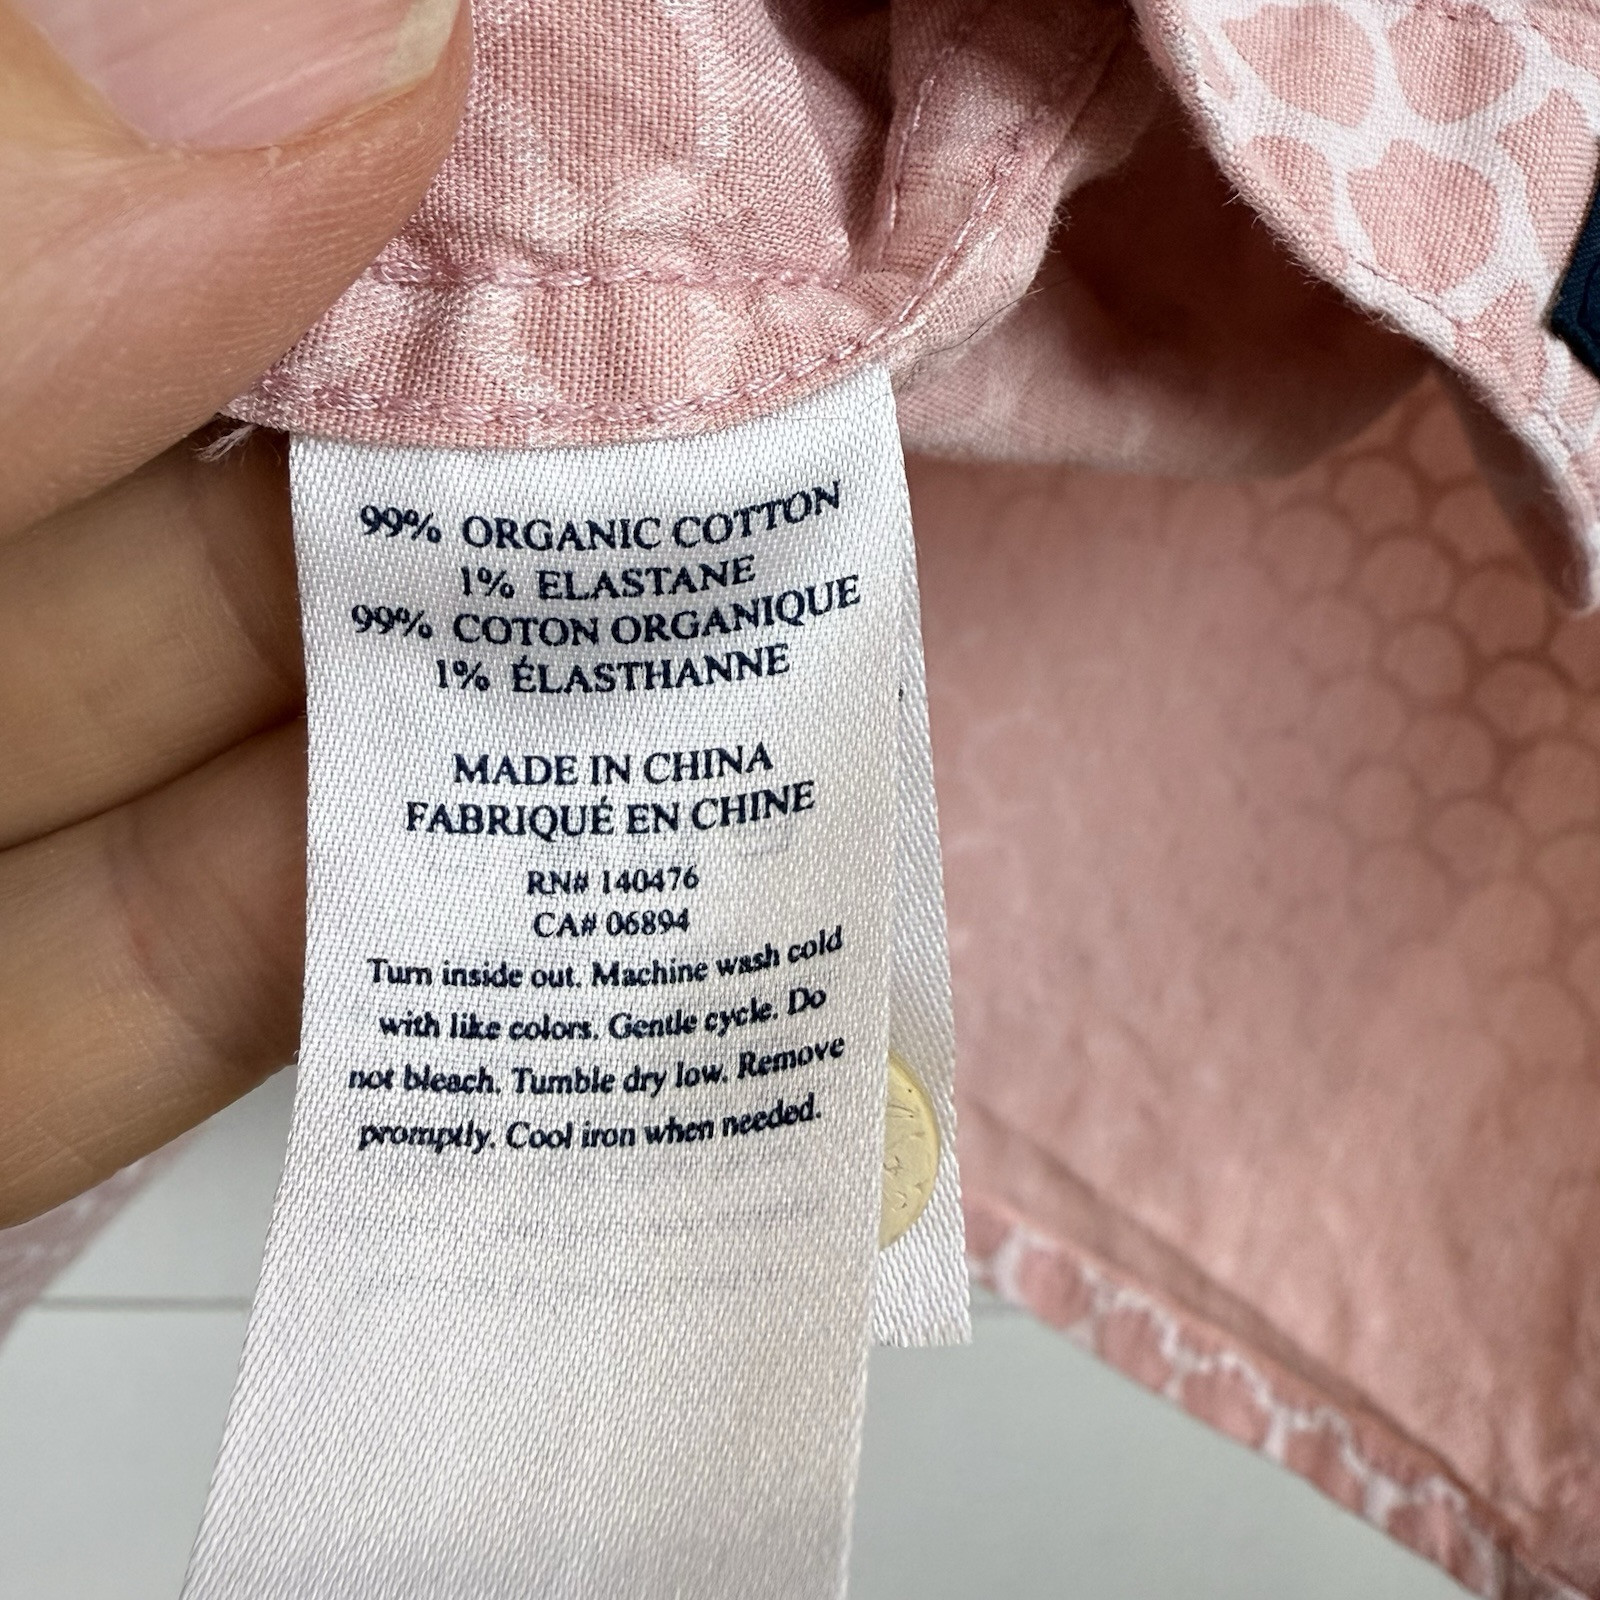 99% ORGANIC COTTON
1% ELASTANE
99% COTON ORGANIQUE
1% ÉLASTHANNE
MADE IN CHINA
FABRIQUÉ EN CHINE
RN# 140476
CA# 06894
Turn inside out. Machine wash cold
with like colors. Gentle cycle. Do
not bleach. Tumble dry low. Remove
promptly. Cool iron when needed.